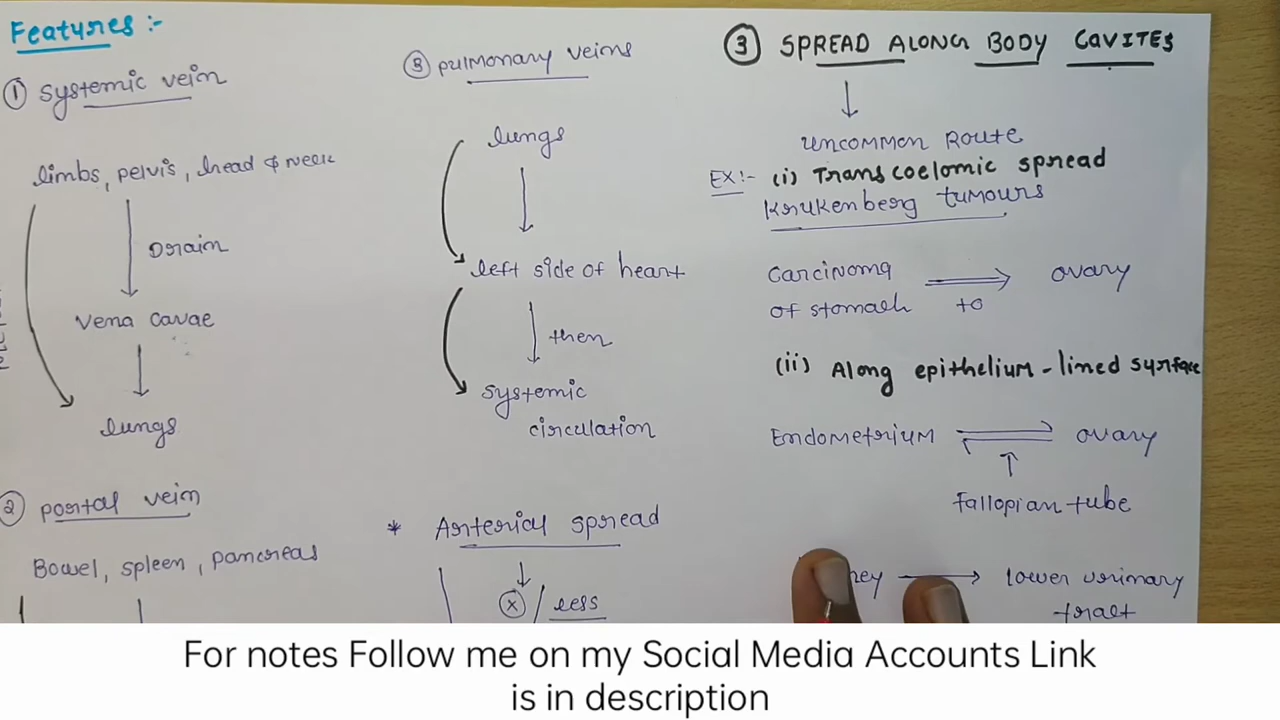 Features :-
① Systemic vein
limbs, pelvis, head & neck
Drain
Vena cavae
lungs
② portal vein
Bowel, spleen, pancreas
③ pulmonary veins
lungs
left side of heart
then
systemic
circulation
* Arterial spread
ⓧ / less
③ SPREAD ALONG BODY CAVITES
UNCOMMON ROUTE
EX:- (i) Transcoelomic spread
Krukenberg tumours
Carcinoma
of stomach
to
ovary
(ii) Along epithelium-lined surface
Endometrium
ovary
Fallopian tube
lower urinary
tract
For notes Follow me on my Social Media Accounts Link
is in description